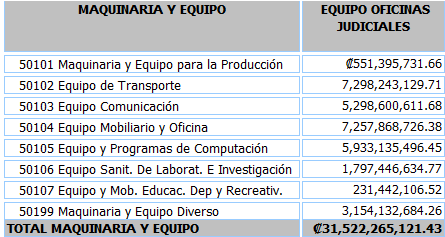 MAQUINARIA Y EQUIPO
EQUIPO OFICINAS
JUDICIALES
50101 Maquinaria y Equipo para la Producción ₡551,395,731.66
50102 Equipo de Transporte 7,298,243,129.71
50103 Equipo Comunicación 5,298,600,611.68
50104 Equipo Mobiliario y Oficina 7,257,868,726.38
50105 Equipo y Programas de Computación 5,933,135,496.45
50106 Equipo Sanit. De Laborat. E Investigación 1,797,446,634.77
50107 Equipo y Mob. Educac. Dep y Recreativ. 231,442,106.52
50199 Maquinaria y Equipo Diverso 3,154,132,684.26
TOTAL MAQUINARIA Y EQUIPO ₡31,522,265,121.43